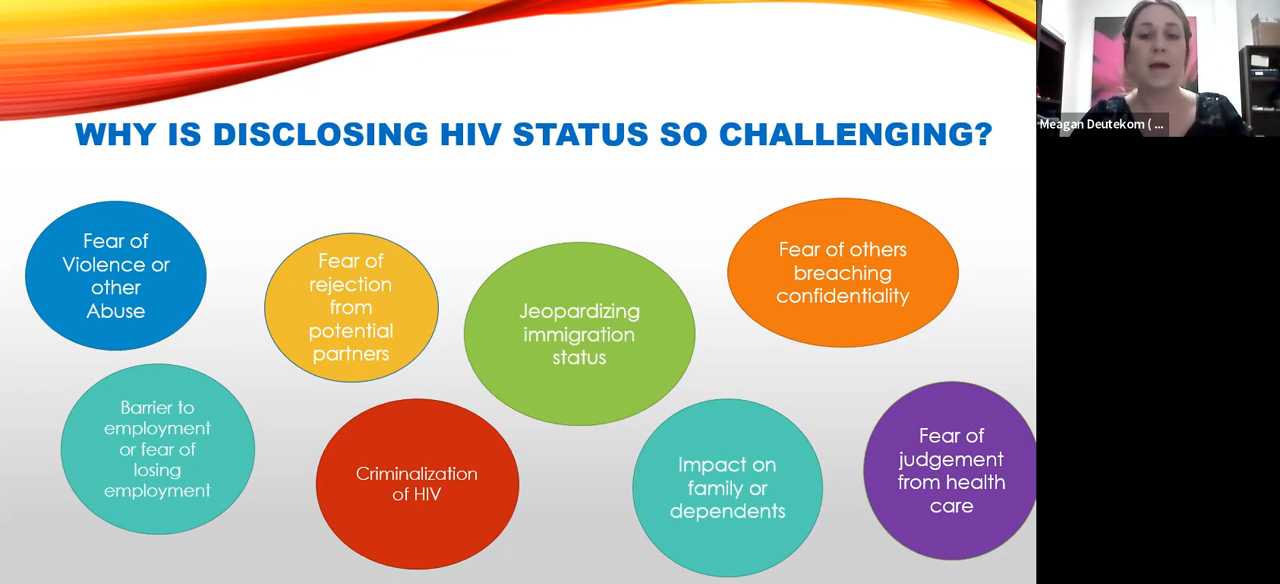 WHY IS DISCLOSING HIV STATUS SO CHALLENGING?
Fear of
Violence or
other
Abuse
Fear of
rejection
from
potential
partners
Jeopardizing
immigration
status
Fear of others
breaching
confidentiality
Barrier to
employment
or fear of
losing
employment
Criminalization
of HIV
Impact on
family or
dependents
Fear of
judgement
from health
care
Meagan Deutekom ( ...